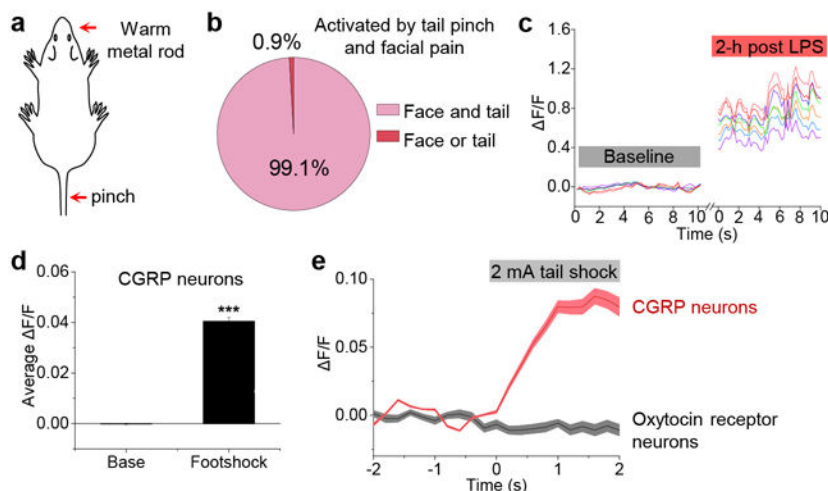 a
Warm
metal rod
pinch
b
Activated by tail pinch
and facial pain
0.9%
99.1%
Face and tail
Face or tail
c
2-h post LPS
Baseline
ΔF/F
1.6
1.2
0.8
0.4
0.0
0 2 4 6 8 10 0 2 4 6 8 10
Time (s)
d
CGRP neurons
***
Average ΔF/F
0.06
0.04
0.02
0.00
Base Footshock
e
2 mA tail shock
CGRP neurons
Oxytocin receptor
neurons
ΔF/F
0.10
0.05
0.00
-2 -1 0 1 2
Time (s)